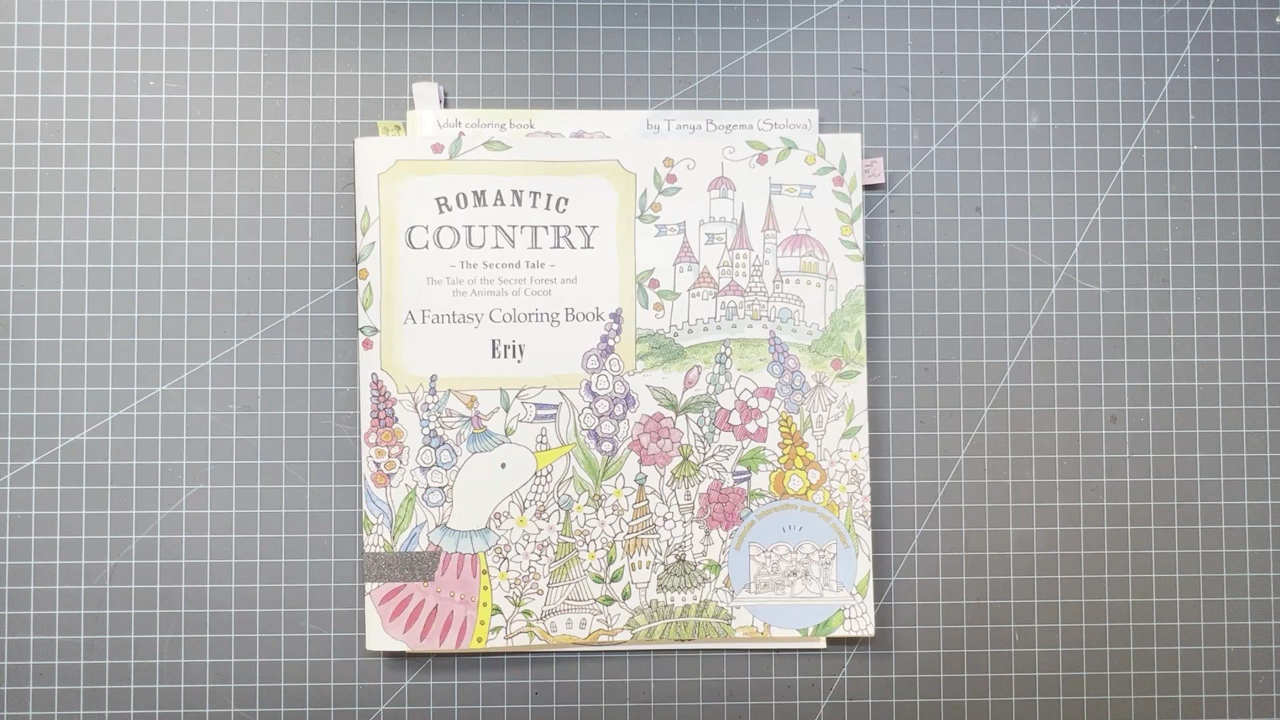 Adult coloring book
by Tanya Bogema (Stolova)
ROMANTIC
COUNTRY
– The Second Tale –
The Tale of the Secret Forest and
the Animals of Cocot
A Fantasy Coloring Book
Eriy